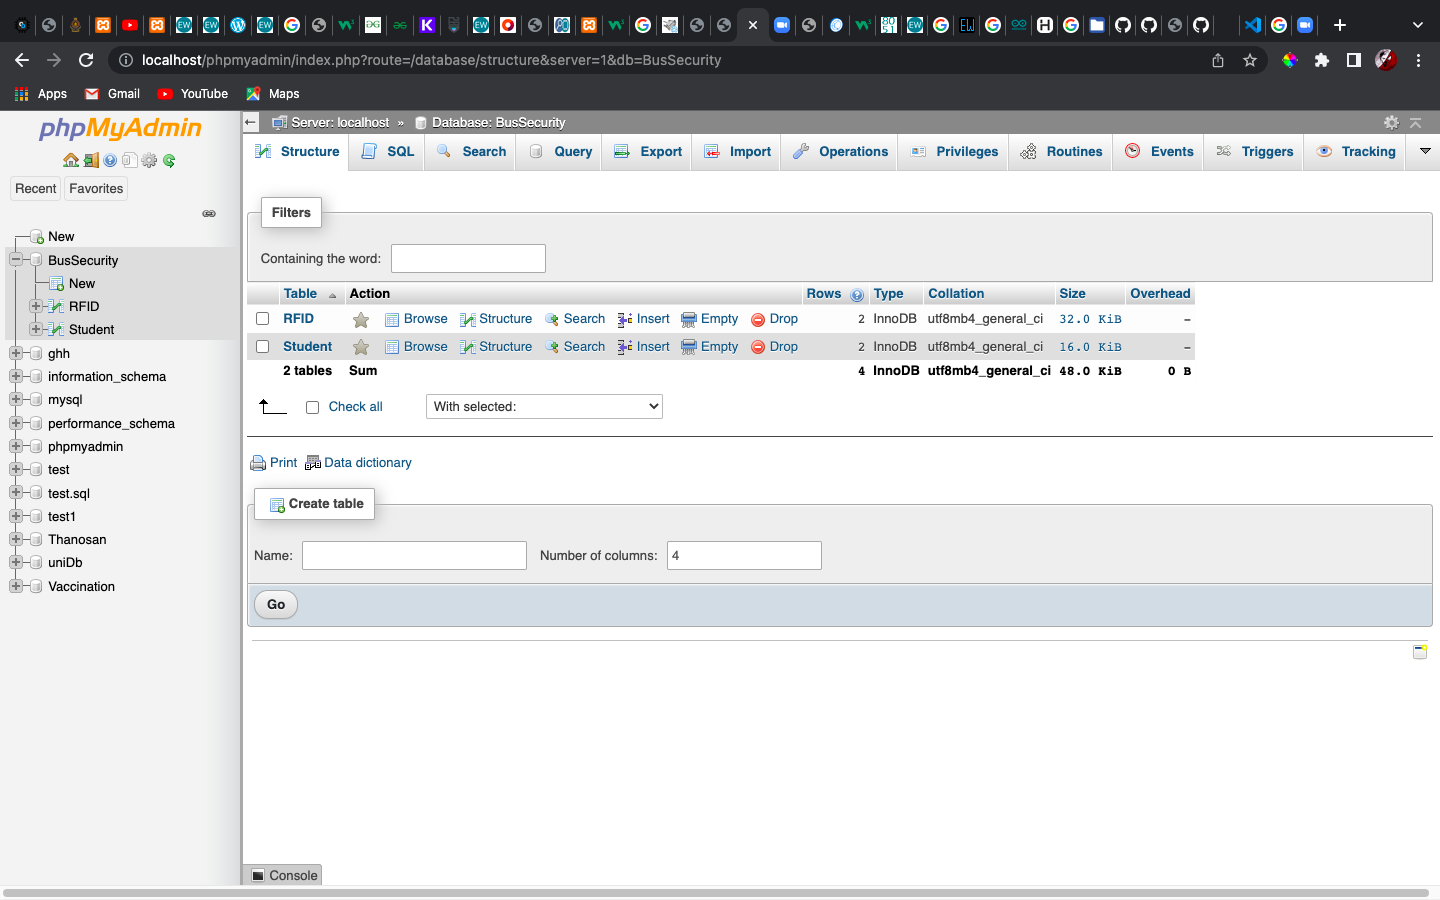 localhost/phpmyadmin/index.php?route=/database/structure&server=1&db=BusSecurity
Apps Gmail YouTube Maps
phpMyAdmin
Recent Favorites
New
BusSecurity
New
RFID
Student
ghh
information_schema
mysql
performance_schema
phpmyadmin
test
test.sql
test1
Thanosan
uniDb
Vaccination
Server: localhost » Database: BusSecurity
Structure SQL Search Query Export Import Operations Privileges Routines Events Triggers Tracking
Filters
Containing the word:
Table Action Rows Type Collation Size Overhead
RFID Browse Structure Search Insert Empty Drop 2 InnoDB utf8mb4_general_ci 32.0 KiB –
Student Browse Structure Search Insert Empty Drop 2 InnoDB utf8mb4_general_ci 16.0 KiB –
2 tables Sum 4 InnoDB utf8mb4_general_ci 48.0 KiB 0 B
Check all With selected:
Print Data dictionary
Create table
Name: Number of columns: 4
Go
Console